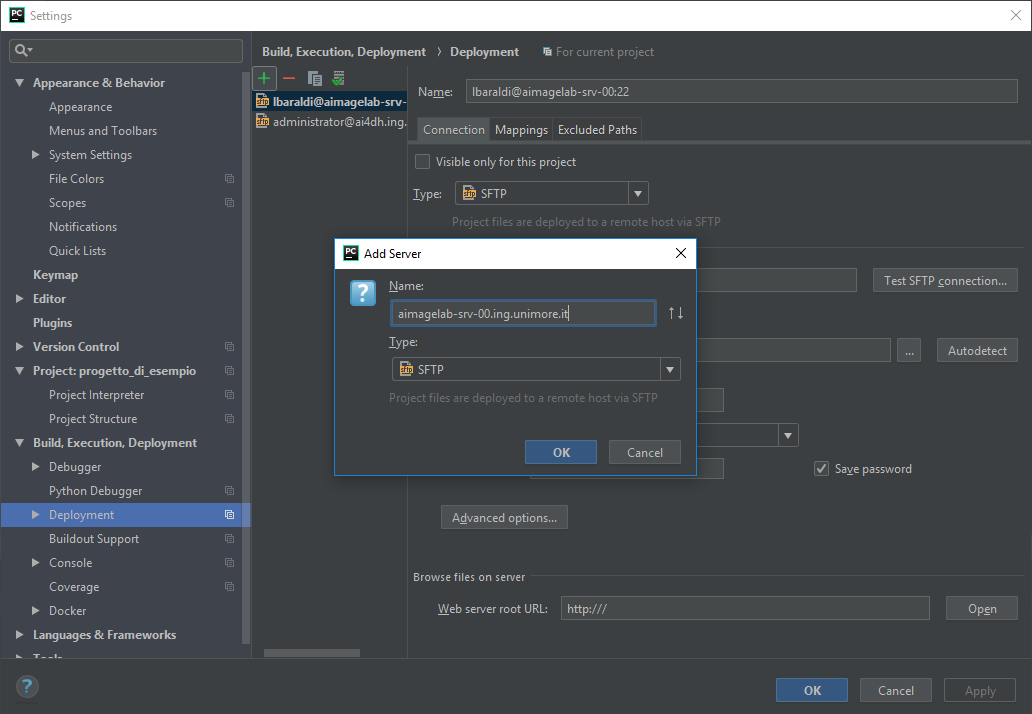 PC Settings
Build, Execution, Deployment › Deployment For current project
Appearance & Behavior
Appearance
Menus and Toolbars
System Settings
File Colors
Scopes
Notifications
Quick Lists
Keymap
Editor
Plugins
Version Control
Project: progetto_di_esempio
Project Interpreter
Project Structure
Build, Execution, Deployment
Debugger
Python Debugger
Deployment
Buildout Support
Console
Coverage
Docker
Languages & Frameworks
Tools
lbaraldi@aimagelab-srv-
administrator@ai4dh.ing.
Name: lbaraldi@aimagelab-srv-00:22
Connection Mappings Excluded Paths
Visible only for this project
Type: SFTP
Project files are deployed to a remote host via SFTP
Test SFTP connection...
... Autodetect
Save password
Advanced options...
Browse files on server
Web server root URL: http:/// Open
PC Add Server
Name:
aimagelab-srv-00.ing.unimore.it
Type:
SFTP
Project files are deployed to a remote host via SFTP
OK Cancel
? OK Cancel Apply